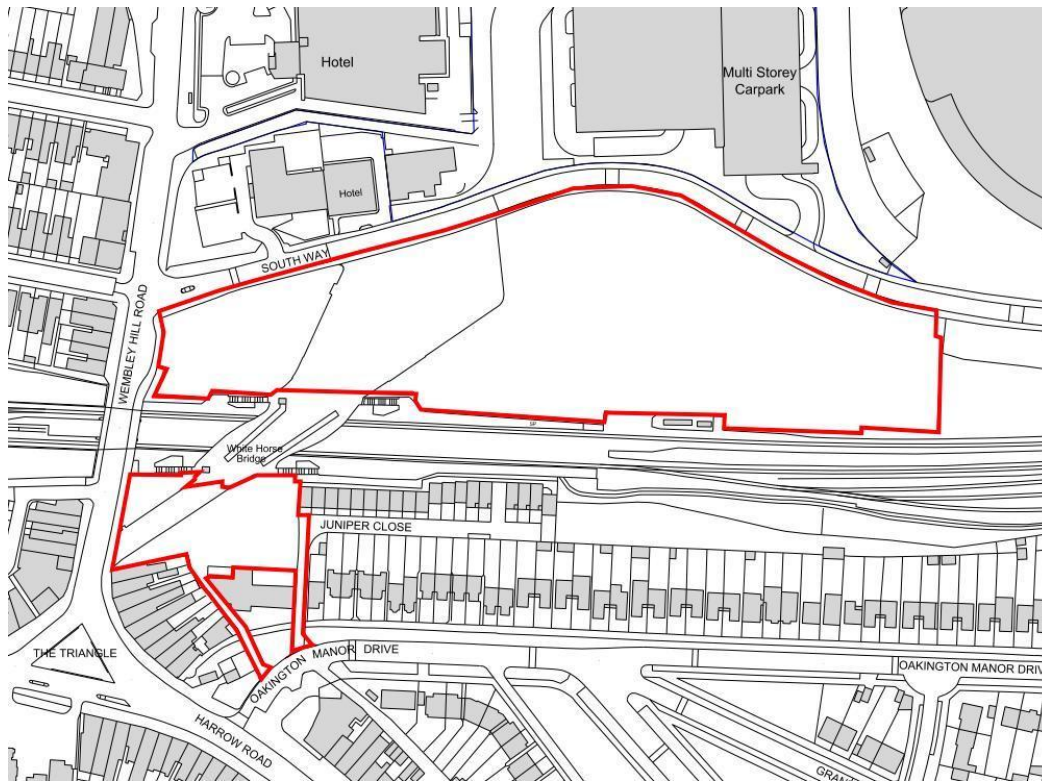 Hotel
Multi Storey
Carpark
Hotel
SOUTH WAY
WEMBLEY HILL ROAD
White Horse
Bridge
JUNIPER CLOSE
THE TRIANGLE
OAKINGTON MANOR DRIVE
OAKINGTON MANOR DRIV
HARROW ROAD
GRAN